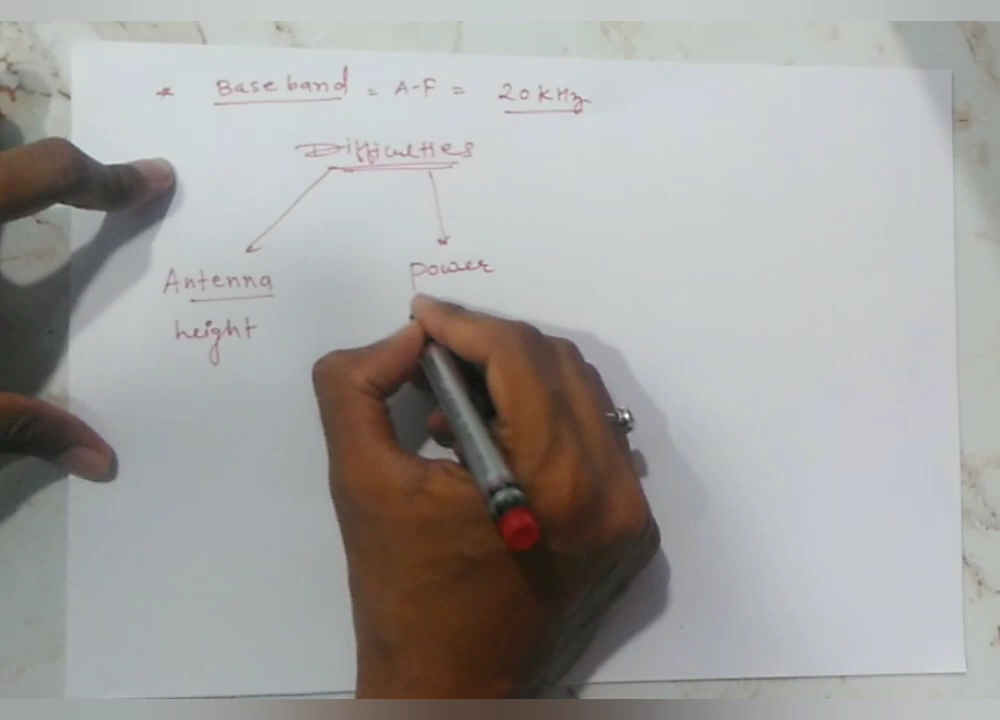 * Baseband = A-F = 20 KHz
Difficulties
Antenna power
height